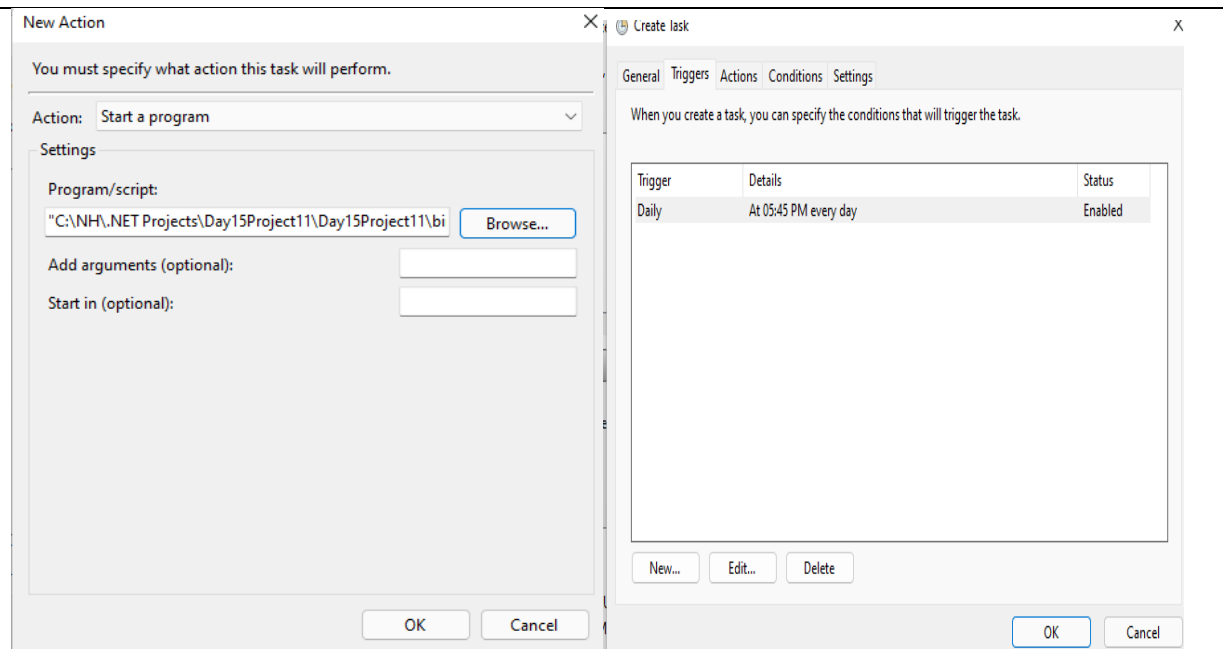 New Action
You must specify what action this task will perform.
Action: Start a program
Settings
Program/script:
"C:\NH\.NET Projects\Day15Project11\Day15Project11\bi
Browse...
Add arguments (optional):
Start in (optional):
OK Cancel
Create Task X
General Triggers Actions Conditions Settings
When you create a task, you can specify the conditions that will trigger the task.
Trigger Details Status
Daily At 05:45 PM every day Enabled
New... Edit... Delete
OK Cancel